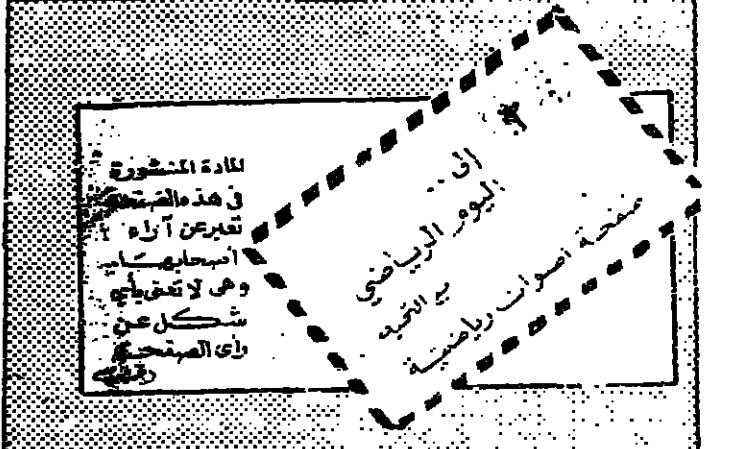 المادة المنشورة
في هذه الصفحة
تعبر عن آراء
أصحابها
وهي لا تعني بأي
شكل عن
رأي الصفحة
إلى ..
اليوم الرياضي
مع التحية
صفحة أصوات رياضية